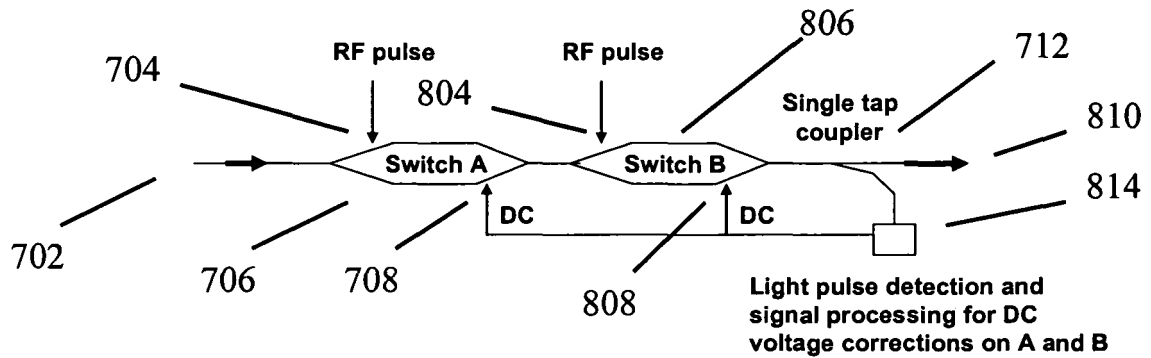 RF pulse
RF pulse
806
712
704
804
Single tap
coupler
810
Switch A
Switch B
814
DC
DC
702
706
708
808
Light pulse detection and
signal processing for DC
voltage corrections on A and B